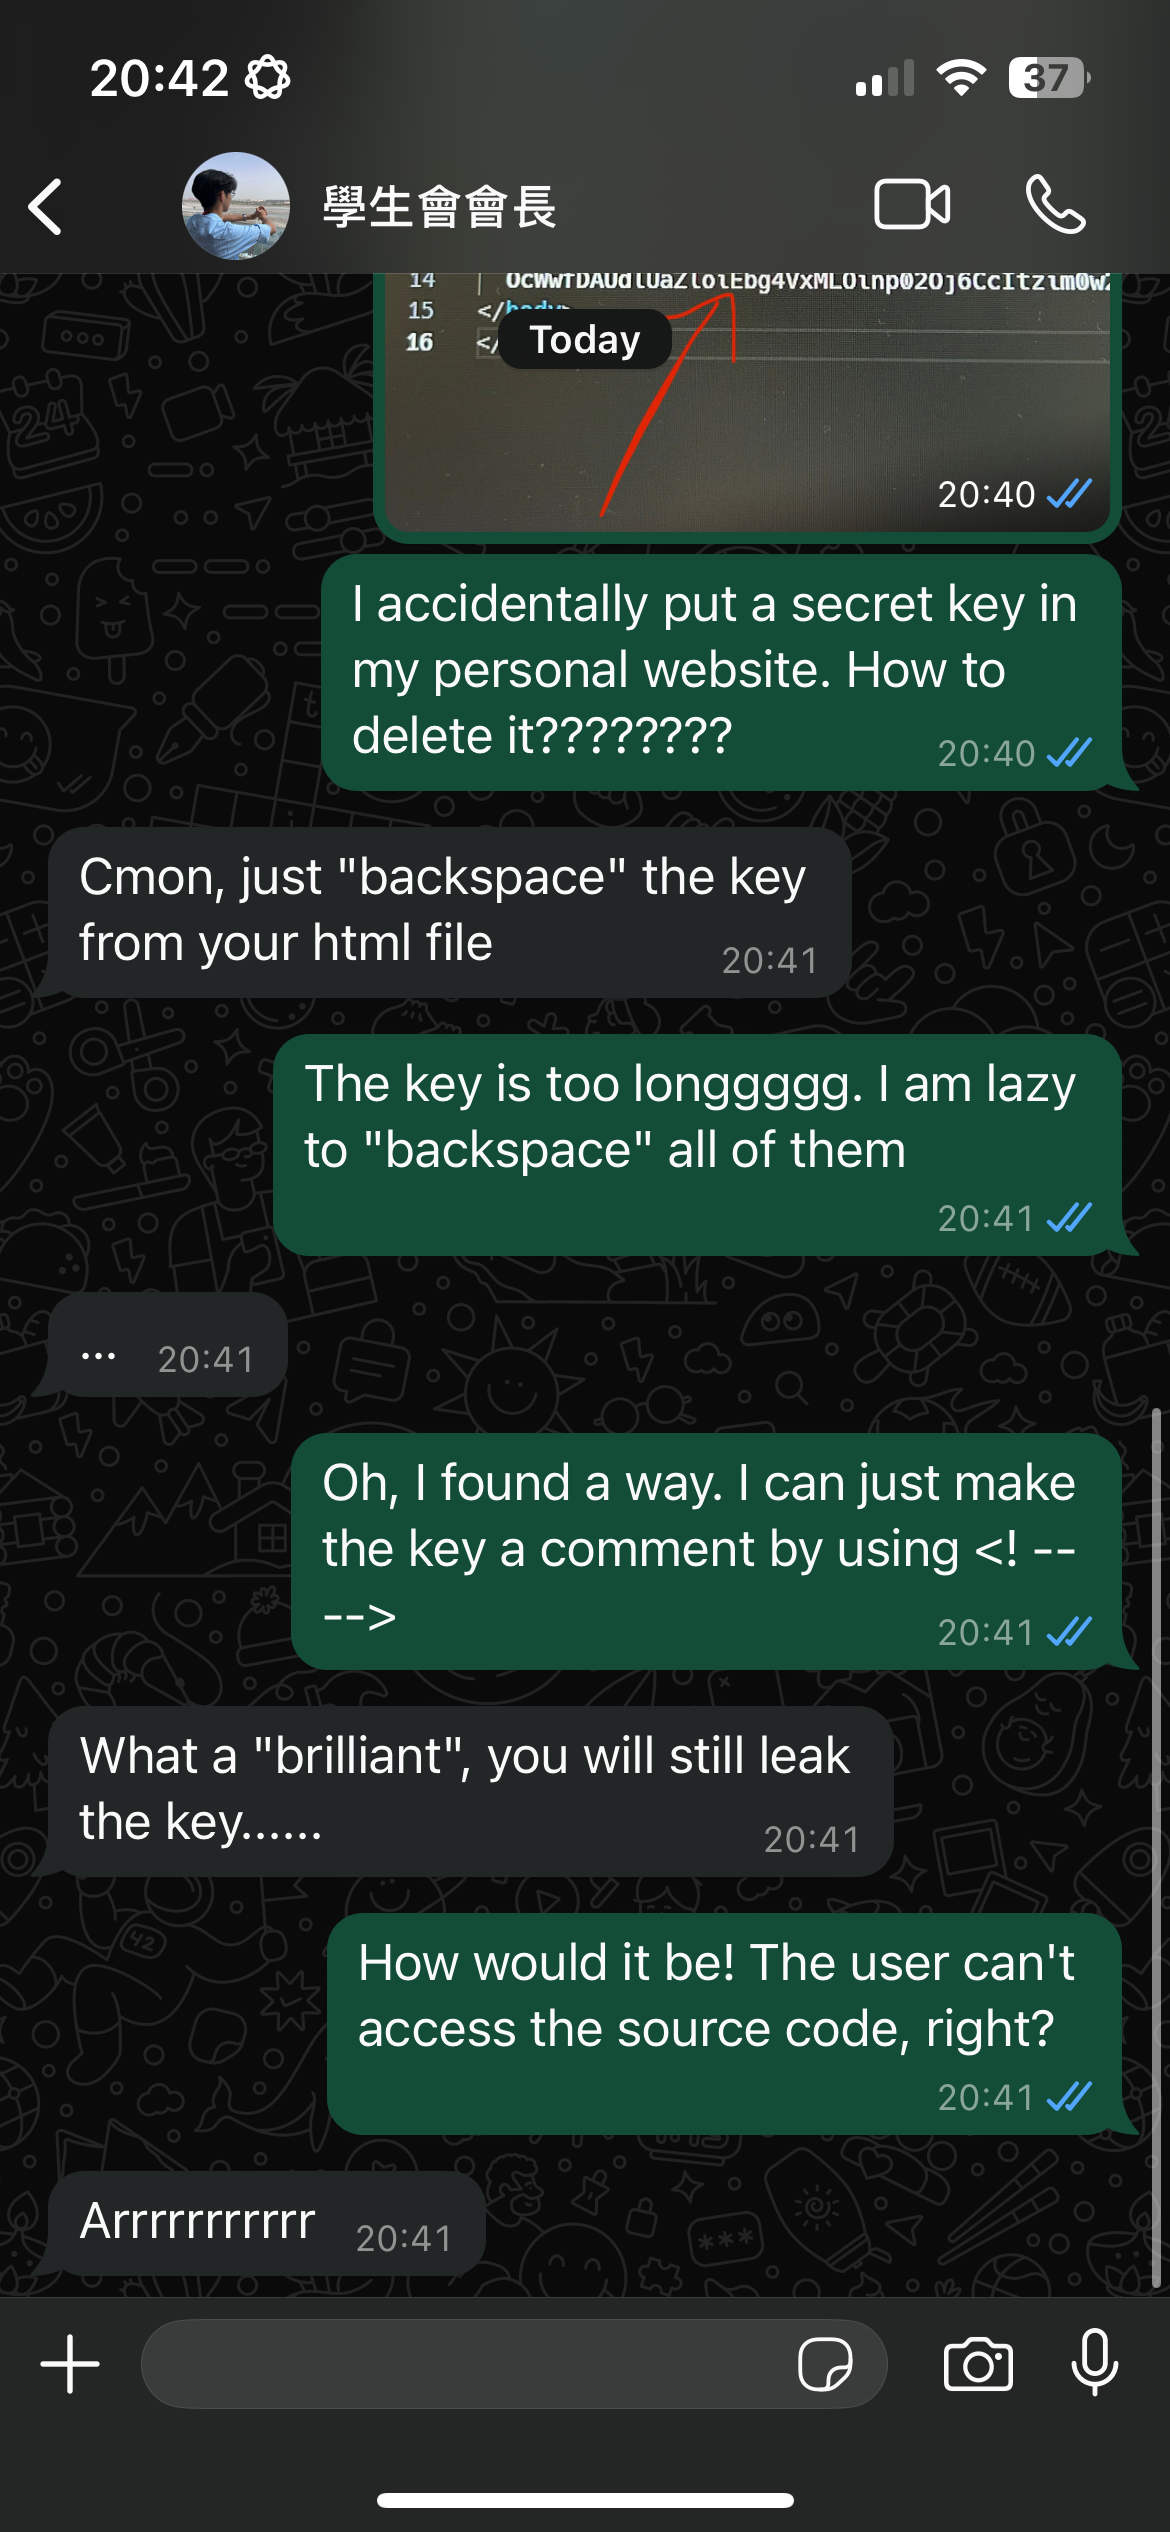 20:42
37
學生會會長
14
15
</body>
16
</
Today
20:40
I accidentally put a secret key in
my personal website. How to
delete it????????
20:40
Cmon, just "backspace" the key
from your html file
20:41
The key is too longgggg. I am lazy
to "backspace" all of them
20:41
...
20:41
Oh, I found a way. I can just make
the key a comment by using <! --
-->
20:41
What a "brilliant", you will still leak
the key......
20:41
How would it be! The user can't
access the source code, right?
20:41
Arrrrrrrrrrr
20:41